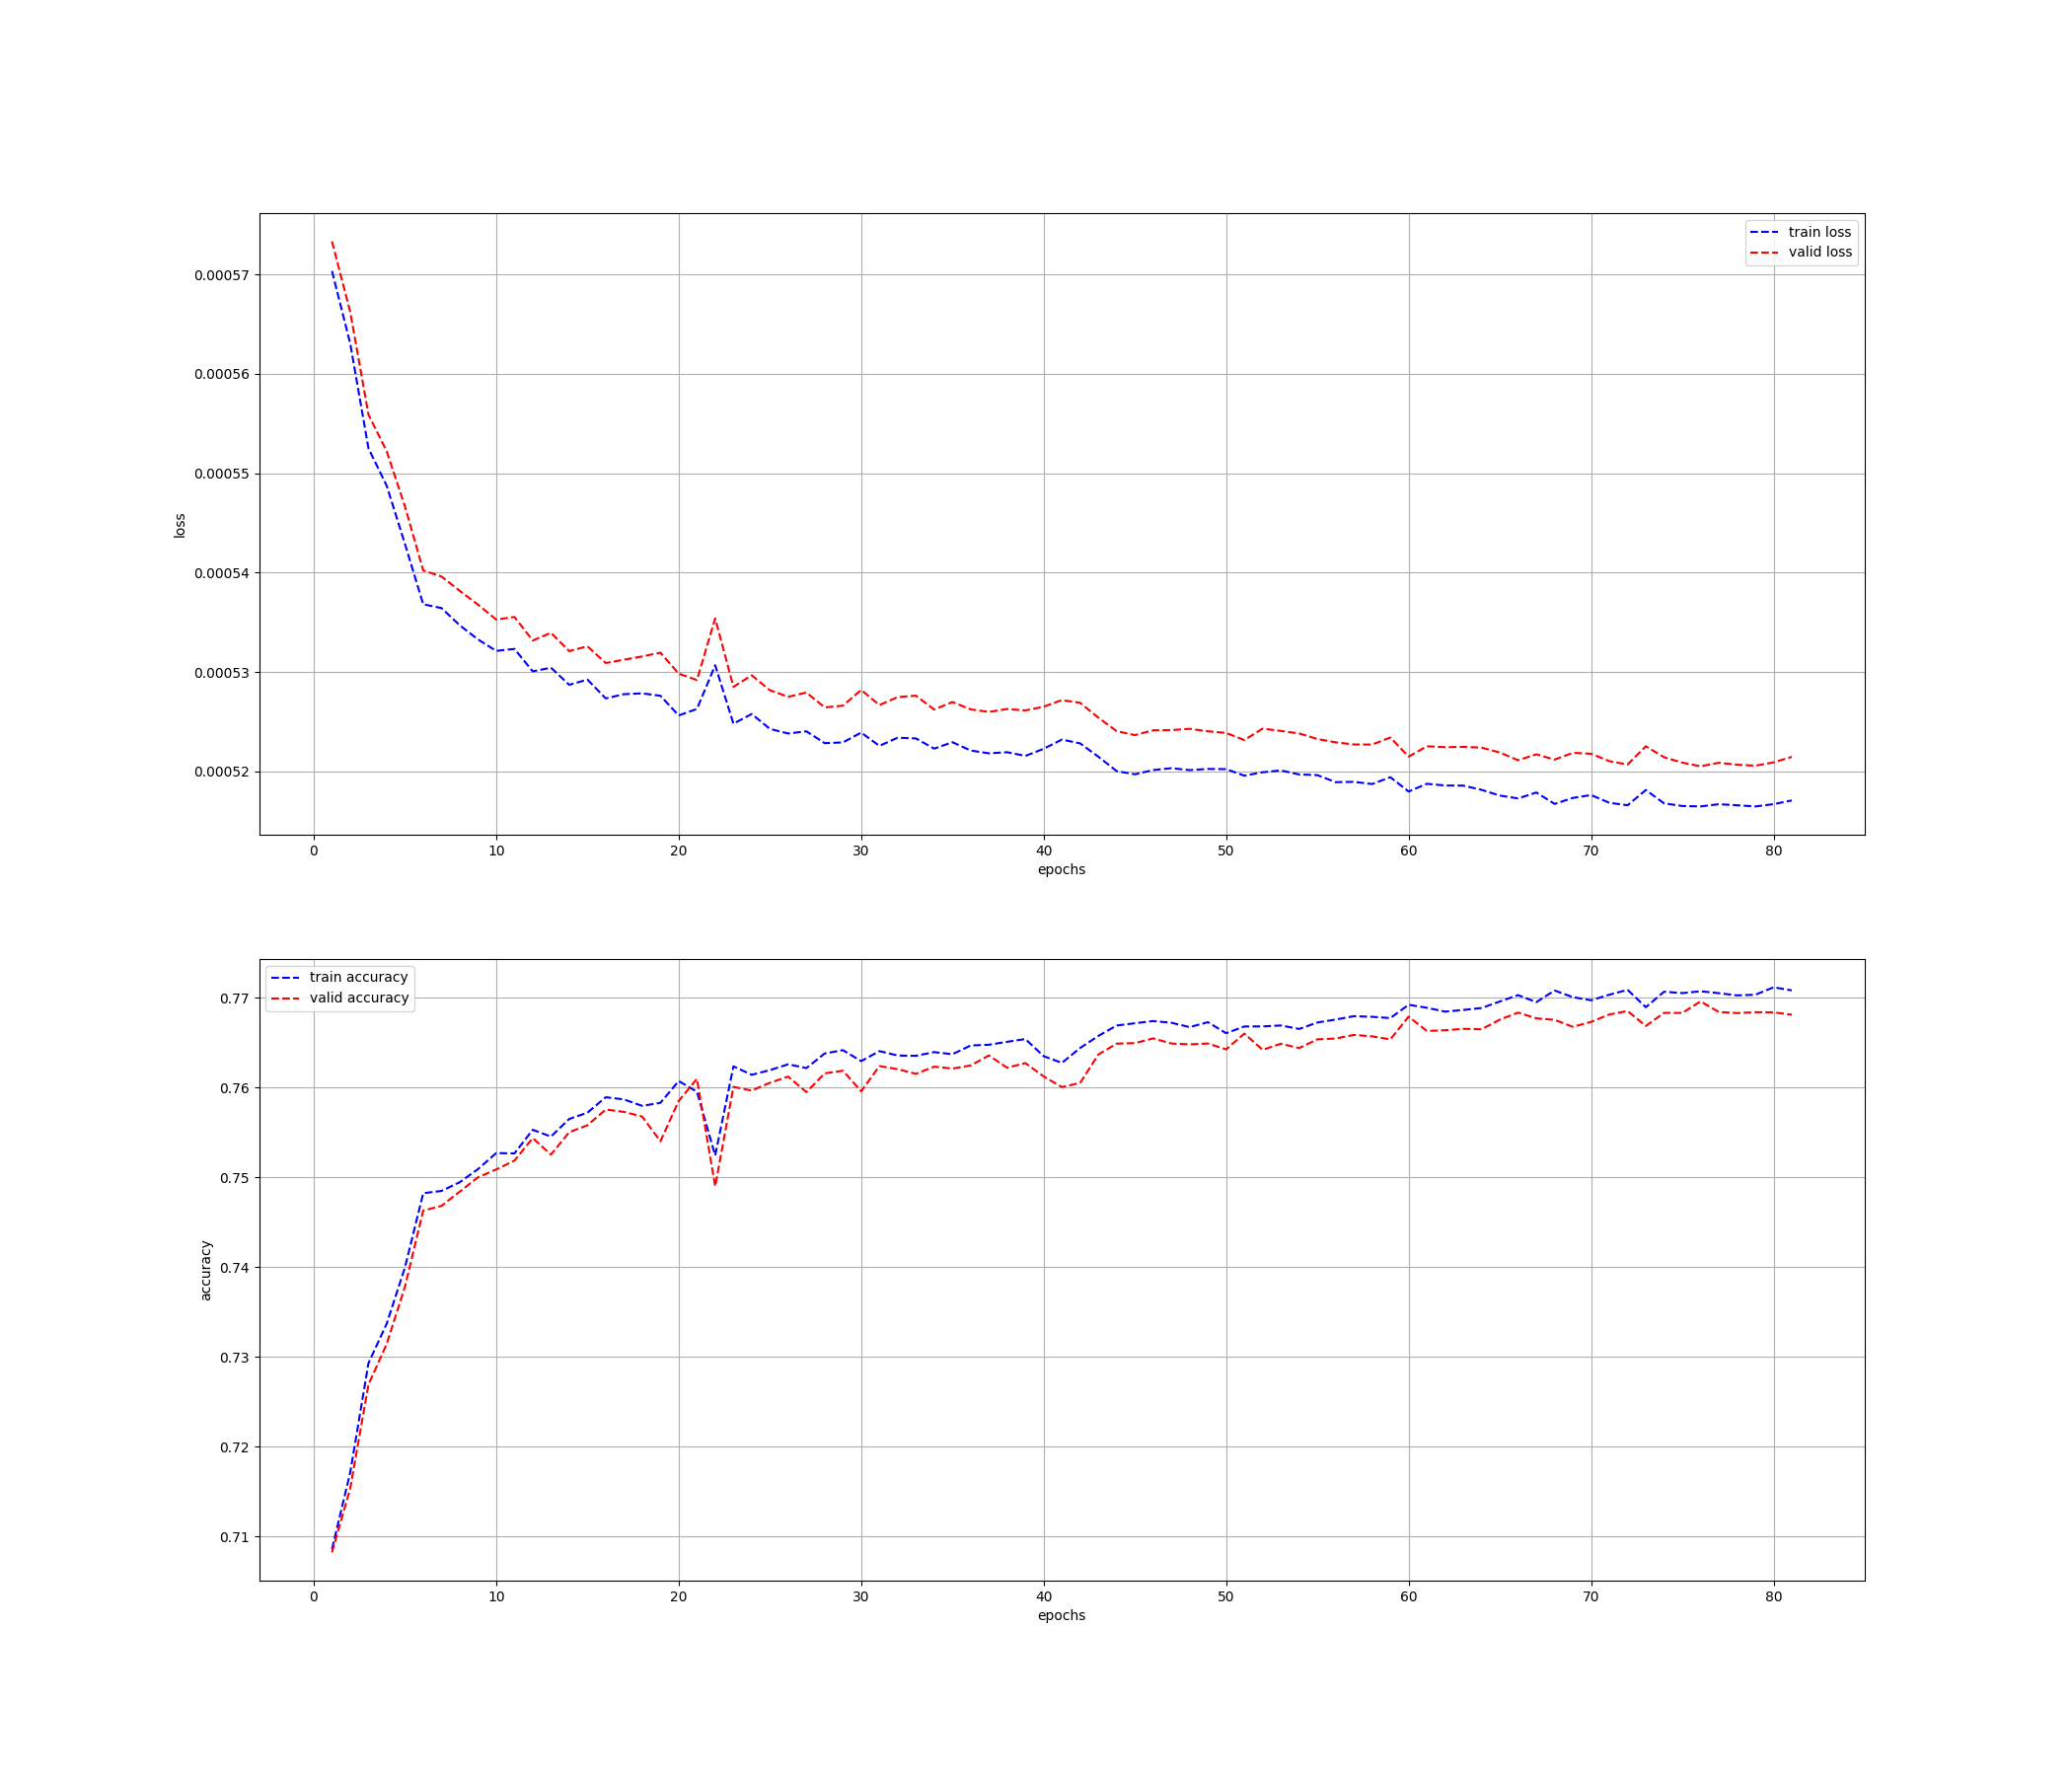 train loss
valid loss
0.00057
0.00056
0.00055
0.00054
0.00053
0.00052
loss
0 10 20 30 40 50 60 70 80
epochs
train accuracy
valid accuracy
0.77
0.76
0.75
0.74
0.73
0.72
0.71
accuracy
0 10 20 30 40 50 60 70 80
epochs